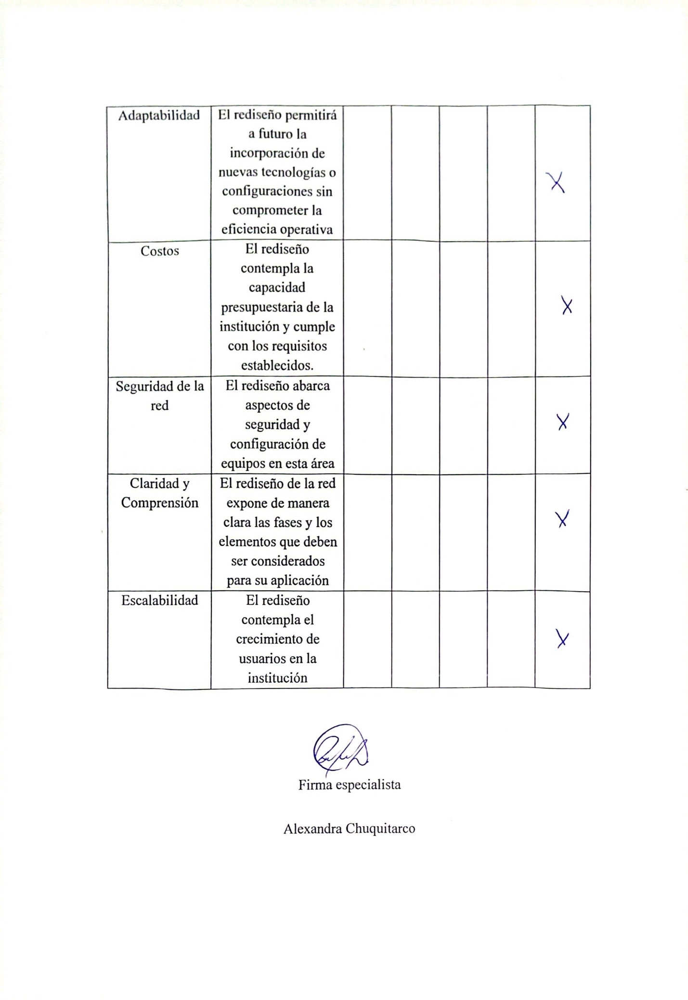 Adaptabilidad
El rediseño permitirá
a futuro la
incorporación de
nuevas tecnologías o
configuraciones sin
comprometer la
eficiencia operativa
X
Costos
El rediseño
contempla la
capacidad
presupuestaria de la
institución y cumple
con los requisitos
establecidos.
X
Seguridad de la
red
El rediseño abarca
aspectos de
seguridad y
configuración de
equipos en esta área
X
Claridad y
Comprensión
El rediseño de la red
expone de manera
clara las fases y los
elementos que deben
ser considerados
para su aplicación
X
Escalabilidad
El rediseño
contempla el
crecimiento de
usuarios en la
institución
X
Firma especialista
Alexandra Chuquitarco